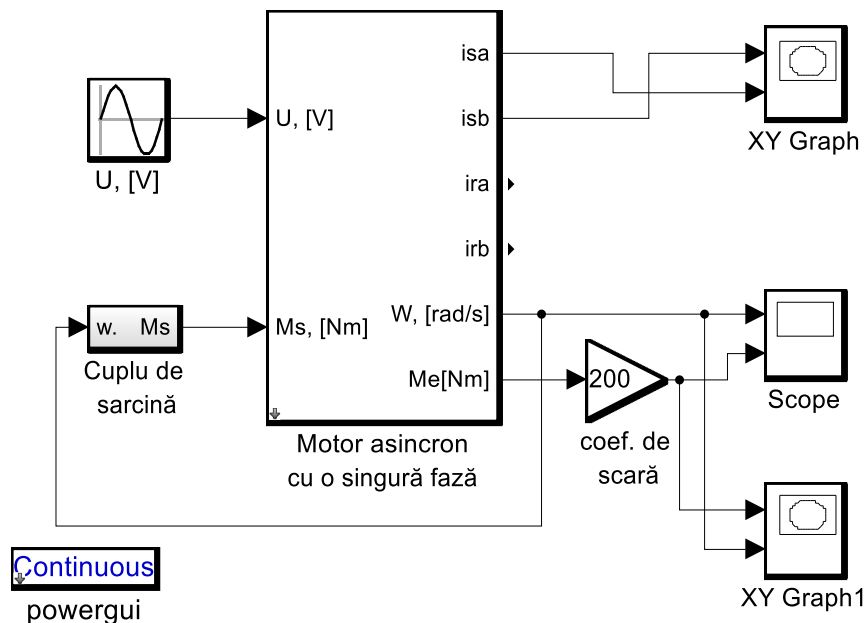 isa
isb
ira
irb
U, [V]
U, [V]
XY Graph
W, [rad/s]
w. Ms
Ms, [Nm]
Me[Nm]
200
Cuplu de
sarcină
Motor asincron
cu o singură fază
coef. de
scară
Scope
Continuous
powergui
XY Graph1